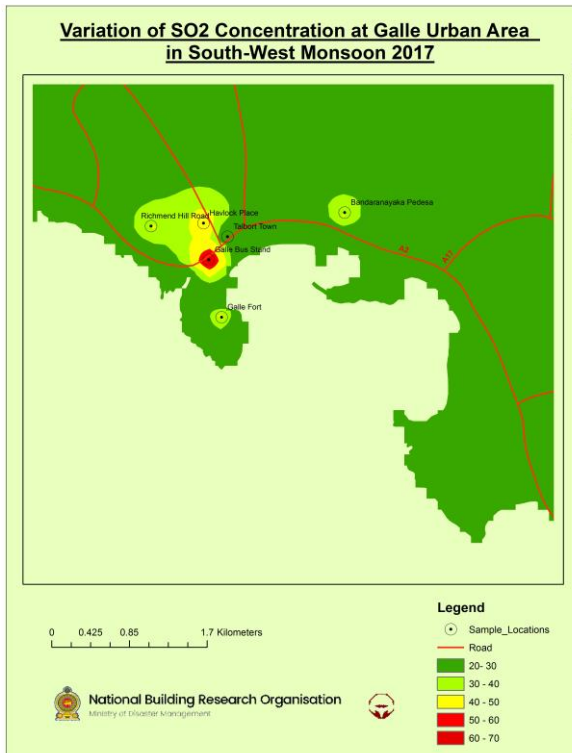 Variation of SO2 Concentration at Galle Urban Area
in South-West Monsoon 2017
Bandaranayaka Pedesa
Havlock Place
Richmend Hill Road
Talbort Town
Galle Bus Stand
A2
A17
Galle Fort
Legend
0 0.425 0.85 1.7 Kilometers
Sample_Locations
Road
20- 30
30 - 40
40 - 50
50 - 60
60 - 70
National Building Research Organisation
Ministry of Disaster Management